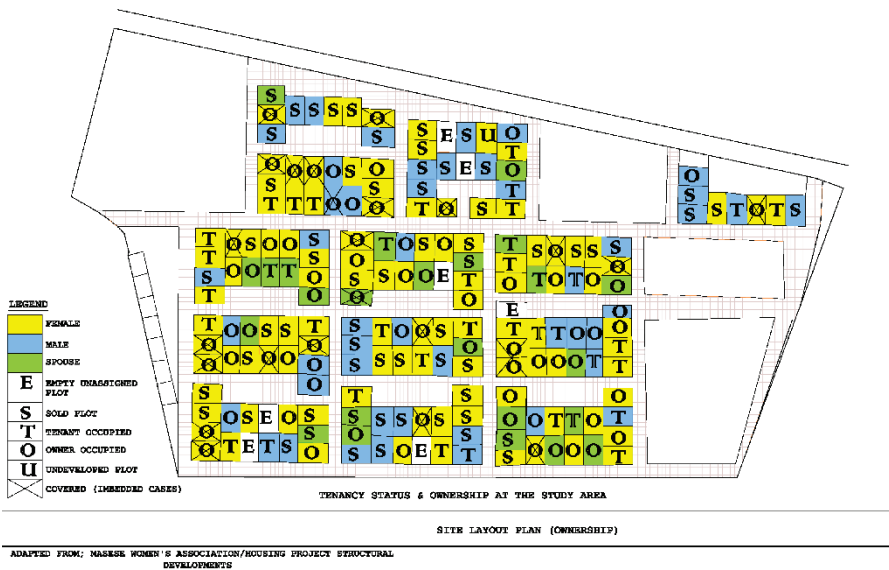 S
O S S S S O
S S
S E S U O
S T
S S E S O
S T
T O S T T
O O O O S O
S S
T T T O O O
O
S
S S T O T S
T O S O O S
T S
S O O T T O
T O
O T O S O S
O S
S S O O E T
O O
T S O S S S
T O
O T O T O O
E O
T O O S S T
O O
O O S O O O
O O
S T O O S T
S O
S S S T S S
T T T O O O
O T
O O O O T T
S
S O S E O S
O S
O T E T S O
T S
S S S O S S
O S
S S O E T T T
O O
O O T T O T
S O
S O O O O T
LEGEND
FEMALE
MALE
SPOUSE
E EMPTY UNASSIGNED PLOT
S SOLD PLOT
T TENANT OCCUPIED
O OWNER OCCUPIED
U UNDEVELOPED PLOT
COVERED (IMBEDDED CASES)
TENANCY STATUS & OWNERSHIP AT THE STUDY AREA
SITE LAYOUT PLAN (OWNERSHIP)
ADAPTED FROM; MASESE WOMEN'S ASSOCIATION/HOUSING PROJECT STRUCTURAL
DEVELOPMENTS